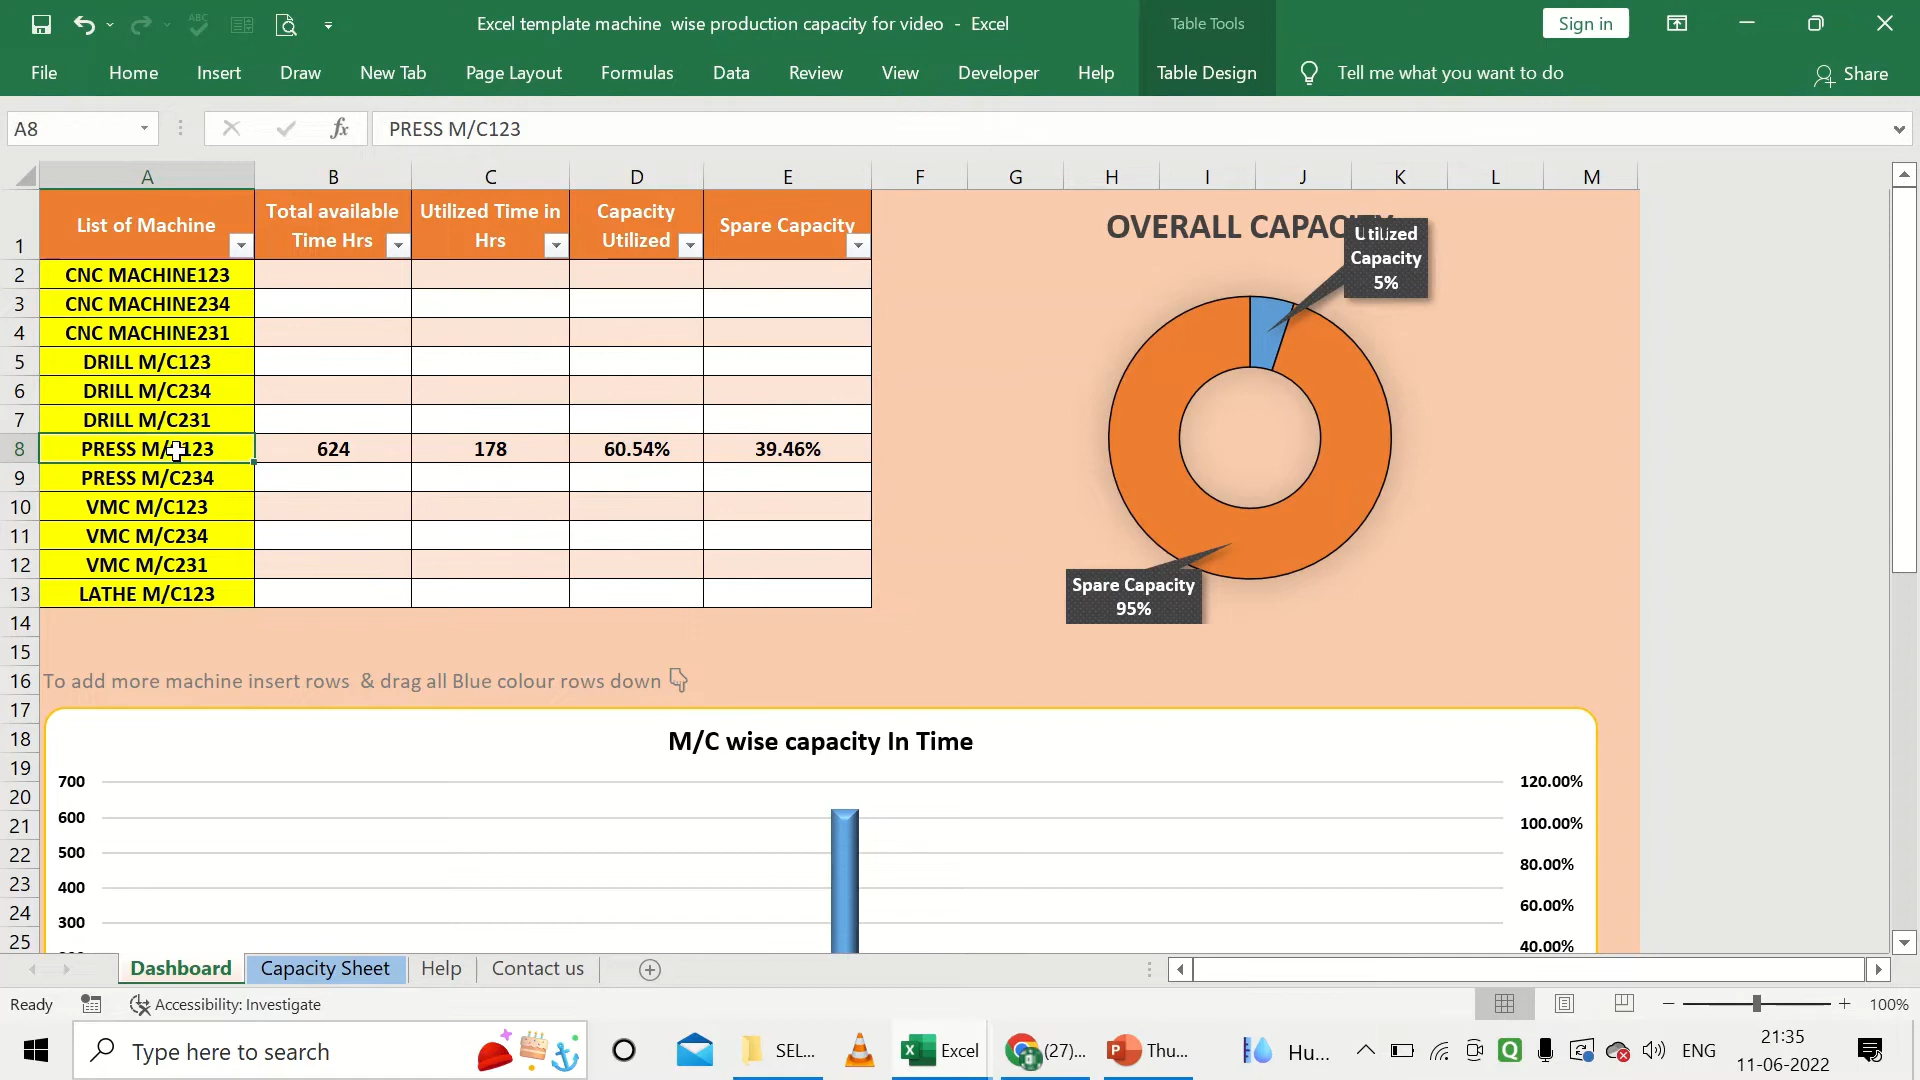 ABC
Excel template machine  wise production capacity for video  -  Excel
Table Tools
Sign in
File Home Insert Draw New Tab Page Layout Formulas Data Review View Developer Help Table Design Tell me what you want to do Share
A8 fx PRESS M/C123
A B C D E F G H I J K L M
1 List of Machine Total available Time Hrs Utilized Time in Hrs Capacity Utilized Spare Capacity
2 CNC MACHINE123
3 CNC MACHINE234
4 CNC MACHINE231
5 DRILL M/C123
6 DRILL M/C234
7 DRILL M/C231
8 PRESS M/C123 624 178 60.54% 39.46%
9 PRESS M/C234
10 VMC M/C123
11 VMC M/C234
12 VMC M/C231
13 LATHE M/C123
14
15
16 To add more machine insert rows  & drag all Blue colour rows down
17
18
19
20
21
22
23
24
25
OVERALL CAPACITY
Utilized
Capacity
5%
Spare Capacity
95%
M/C wise capacity In Time
700 120.00%
600 100.00%
500 80.00%
400 60.00%
300 40.00%
Dashboard Capacity Sheet Help Contact us
Ready Accessibility: Investigate 100%
Type here to search SEL... Excel (27)... Thu... Hu... ENG 21:35
11-06-2022